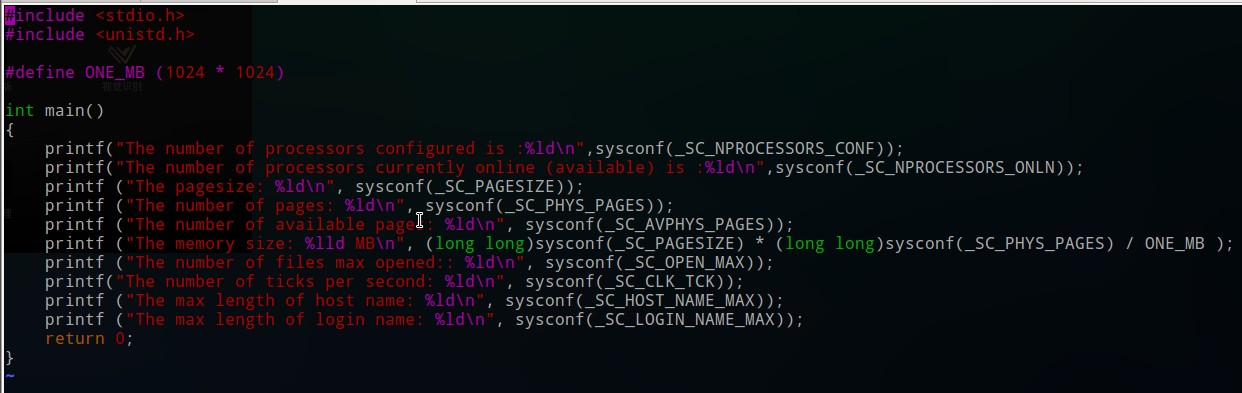 #include <stdio.h>
#include <unistd.h>
#define ONE_MB (1024 * 1024)
视觉识别
int main()
{
    printf("The number of processors configured is :%ld\n",sysconf(_SC_NPROCESSORS_CONF));
    printf("The number of processors currently online (available) is :%ld\n",sysconf(_SC_NPROCESSORS_ONLN));
    printf ("The pagesize: %ld\n", sysconf(_SC_PAGESIZE));
    printf ("The number of pages: %ld\n", sysconf(_SC_PHYS_PAGES));
    printf ("The number of available pages: %ld\n", sysconf(_SC_AVPHYS_PAGES));
    printf ("The memory size: %lld MB\n", (long long)sysconf(_SC_PAGESIZE) * (long long)sysconf(_SC_PHYS_PAGES) / ONE_MB );
    printf ("The number of files max opened:: %ld\n", sysconf(_SC_OPEN_MAX));
    printf("The number of ticks per second: %ld\n", sysconf(_SC_CLK_TCK));
    printf ("The max length of host name: %ld\n", sysconf(_SC_HOST_NAME_MAX));
    printf ("The max length of login name: %ld\n", sysconf(_SC_LOGIN_NAME_MAX));
    return 0;
}
~